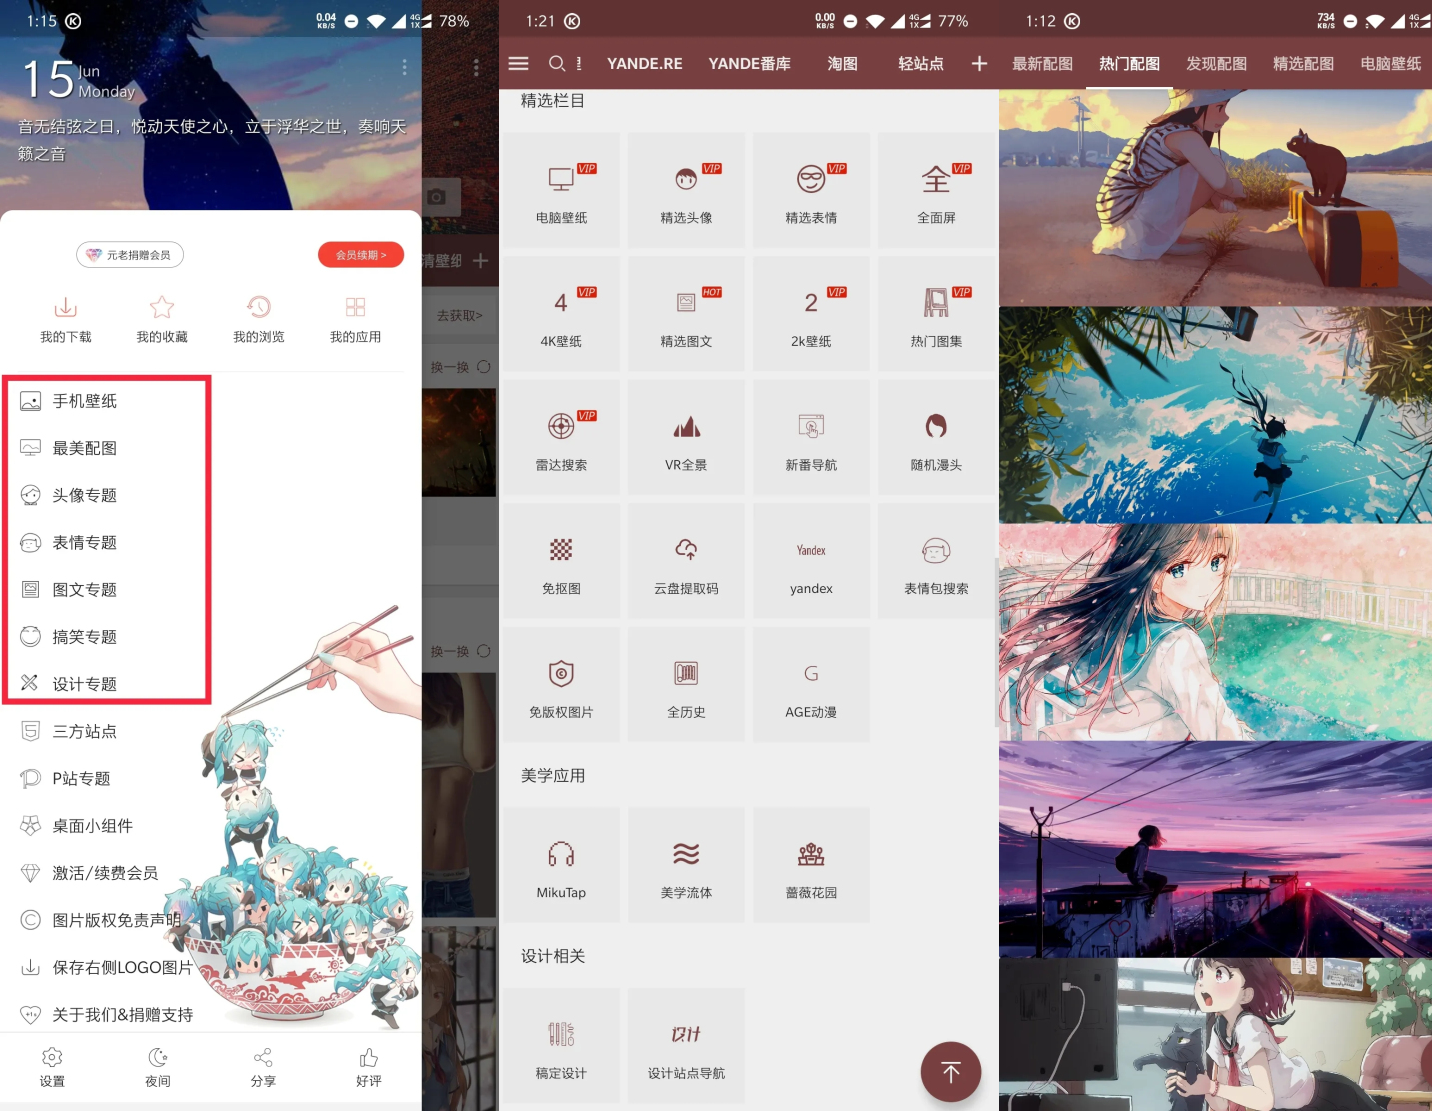 1:15
0.04
KB/S
4G
1X
78%
15
Jun
Monday
音无结弦之日，悦动天使之心，立于浮华之世，奏响天
籁之音
元老捐赠会员
会员续期 >
我的下载
我的收藏
我的浏览
我的应用
手机壁纸
最美配图
头像专题
表情专题
图文专题
搞笑专题
设计专题
三方站点
P站专题
桌面小组件
激活/续费会员
图片版权免责声明
保存右侧LOGO图片
关于我们&捐赠支持
设置
夜间
分享
好评
清壁纸
去获取>
换一换
换一换
1:21
0.00
KB/S
4G
1X
77%
YANDE.RE
YANDE番库
淘图
轻站点
精选栏目
VIP
电脑壁纸
VIP
精选头像
VIP
精选表情
全
VIP
全面屏
4
VIP
4K壁纸
HOT
精选图文
2
VIP
2k壁纸
VIP
热门图集
VIP
雷达搜索
VR全景
新番导航
随机漫头
免抠图
云盘提取码
Yandex
yandex
表情包搜索
免版权图片
全历史
G
AGE动漫
美学应用
MikuTap
美学流体
蔷薇花园
设计相关
稿定设计
设计
设计站点导航
1:12
734
KB/S
4G
1X
最新配图
热门配图
发现配图
精选配图
电脑壁纸